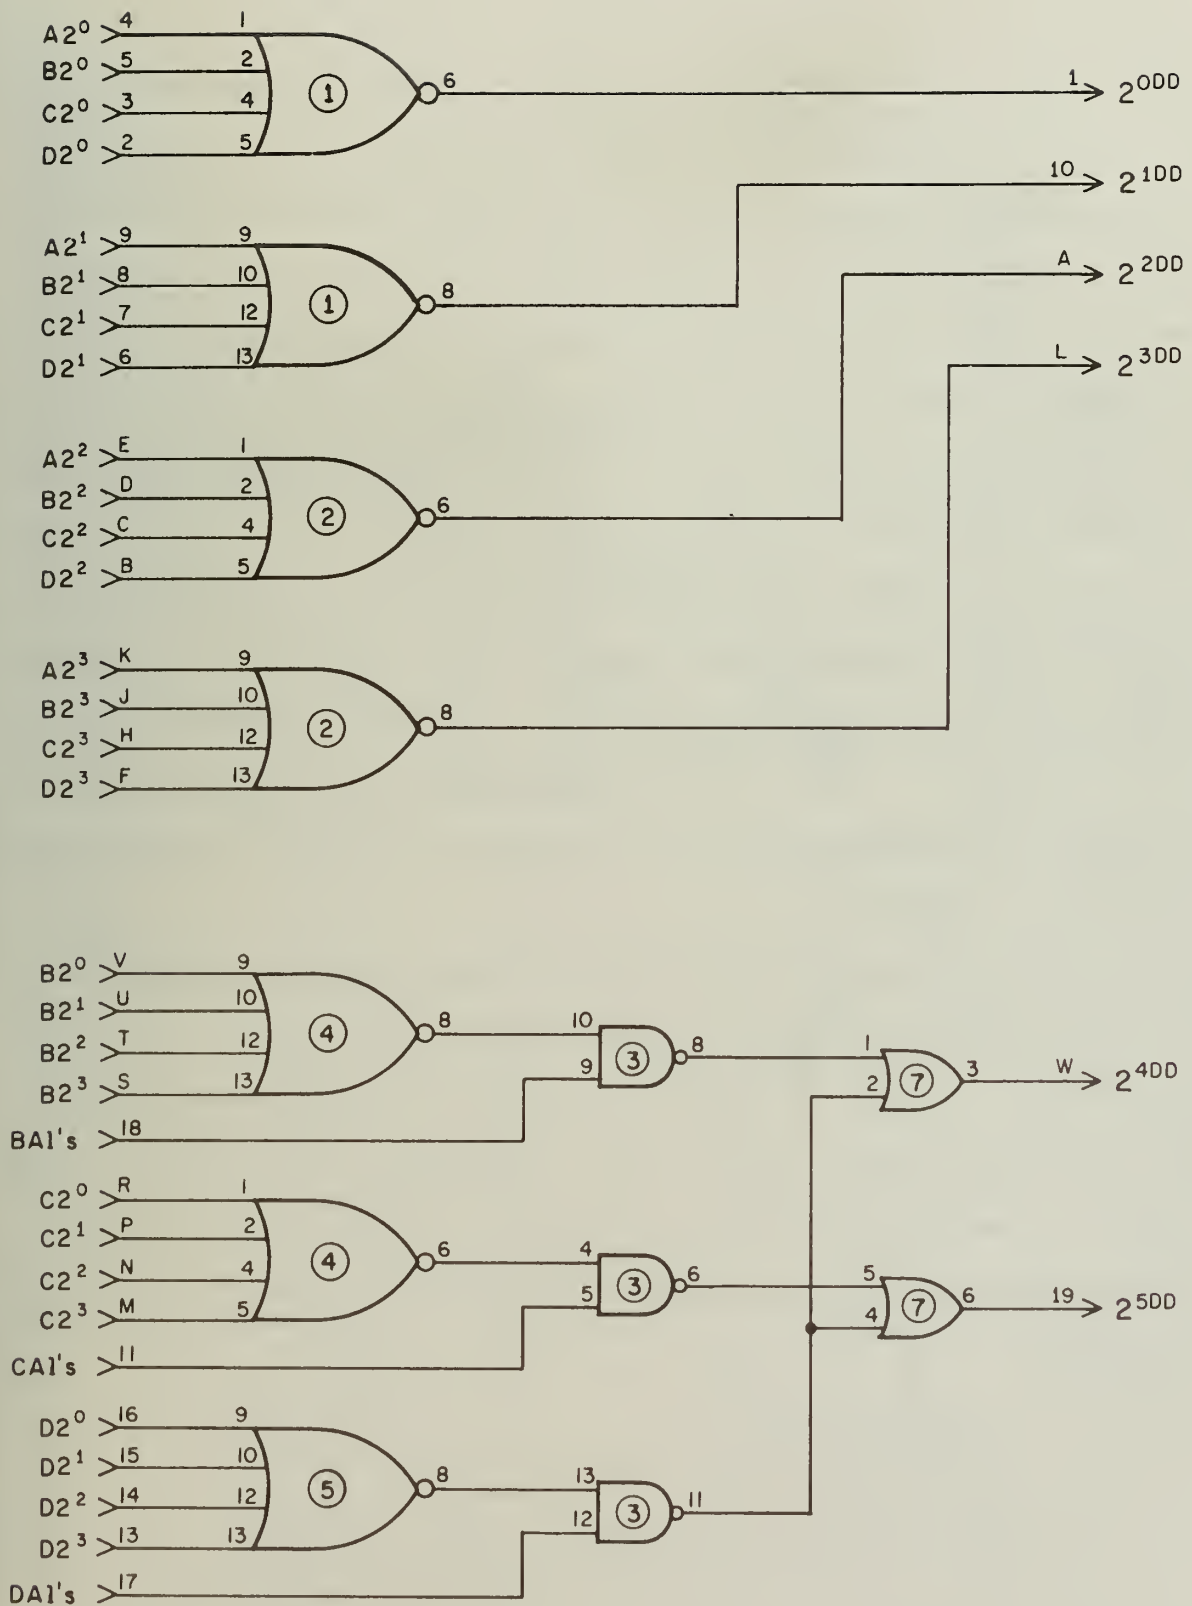 A2⁰ 4 1
B2⁰ 5 2
C2⁰ 3 4
D2⁰ 2 5
1 6 1 2⁰ᴰᴰ
A2¹ 9 9
B2¹ 8 10
C2¹ 7 12
D2¹ 6 13
1 8 10 2¹ᴰᴰ
A2² E 1
B2² D 2
C2² C 4
D2² B 5
2 6 A 2²ᴰᴰ
A2³ K 9
B2³ J 10
C2³ H 12
D2³ F 13
2 8 L 2³ᴰᴰ
B2⁰ V 9
B2¹ U 10
B2² T 12
B2³ S 13
4 8 10
BA1's 18 9
3 8 1
2 7 3 W 2⁴ᴰᴰ
C2⁰ R 1
C2¹ P 2
C2² N 4
C2³ M 5
4 6 4
CA1's 11 5
3 6 5
4 7 6 19 2⁵ᴰᴰ
D2⁰ 16 9
D2¹ 15 10
D2² 14 12
D2³ 13 13
5 8 13
DA1's 17 12
3 11